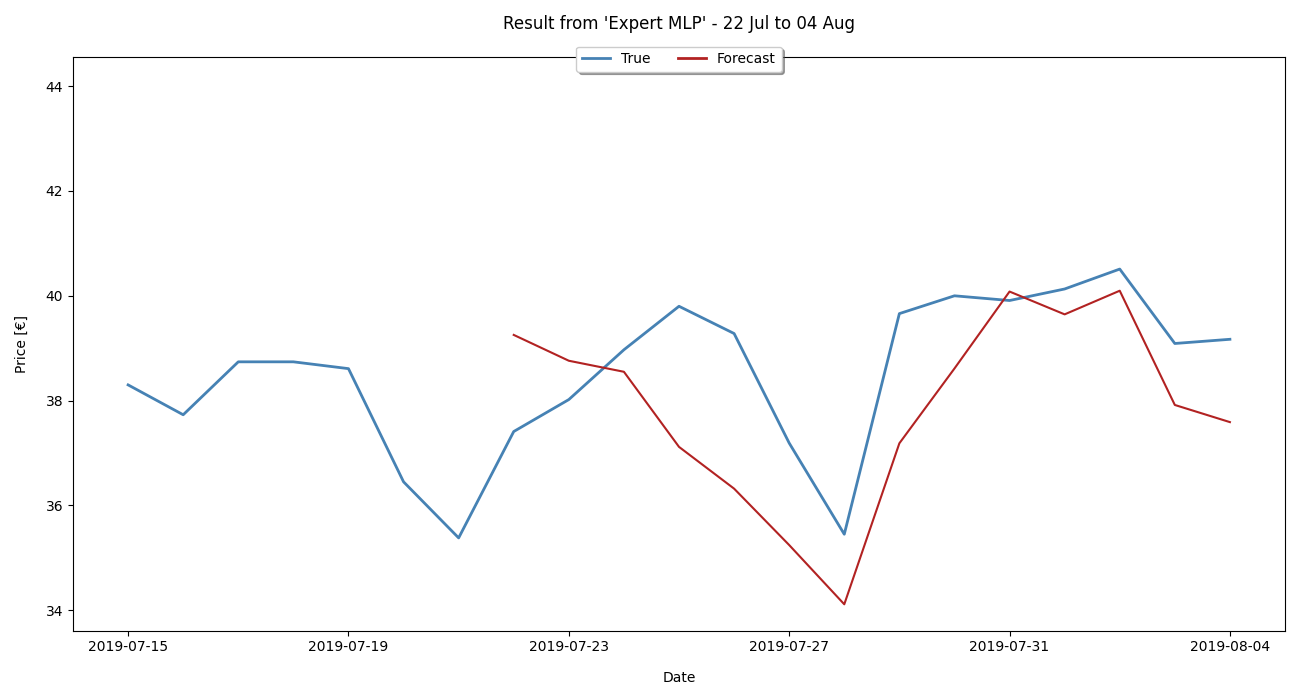 Result from 'Expert MLP' - 22 Jul to 04 Aug
True Forecast
Price [€]
44
42
40
38
36
34
2019-07-15 2019-07-19 2019-07-23 2019-07-27 2019-07-31 2019-08-04
Date